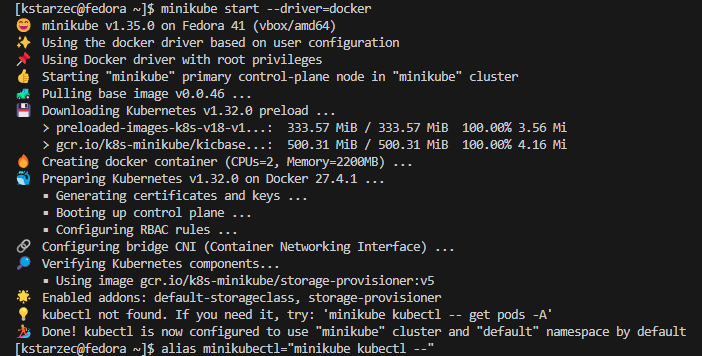 [kstarzec@fedora ~]$ minikube start --driver=docker
😄 minikube v1.35.0 on Fedora 41 (vbox/amd64)
✨ Using the docker driver based on user configuration
📌 Using Docker driver with root privileges
👍 Starting "minikube" primary control-plane node in "minikube" cluster
🚜 Pulling base image v0.0.46 ...
💾 Downloading Kubernetes v1.32.0 preload ...
> preloaded-images-k8s-v18-v1...: 333.57 MiB / 333.57 MiB 100.00% 3.56 Mi
> gcr.io/k8s-minikube/kicbase...: 500.31 MiB / 500.31 MiB 100.00% 4.16 Mi
🔥 Creating docker container (CPUs=2, Memory=2200MB) ...
🐳 Preparing Kubernetes v1.32.0 on Docker 27.4.1 ...
▪ Generating certificates and keys ...
▪ Booting up control plane ...
▪ Configuring RBAC rules ...
🔗 Configuring bridge CNI (Container Networking Interface) ...
🔎 Verifying Kubernetes components...
▪ Using image gcr.io/k8s-minikube/storage-provisioner:v5
🌟 Enabled addons: default-storageclass, storage-provisioner
💡 kubectl not found. If you need it, try: 'minikube kubectl -- get pods -A'
🏄 Done! kubectl is now configured to use "minikube" cluster and "default" namespace by default
[kstarzec@fedora ~]$ alias minikubectl="minikube kubectl --"